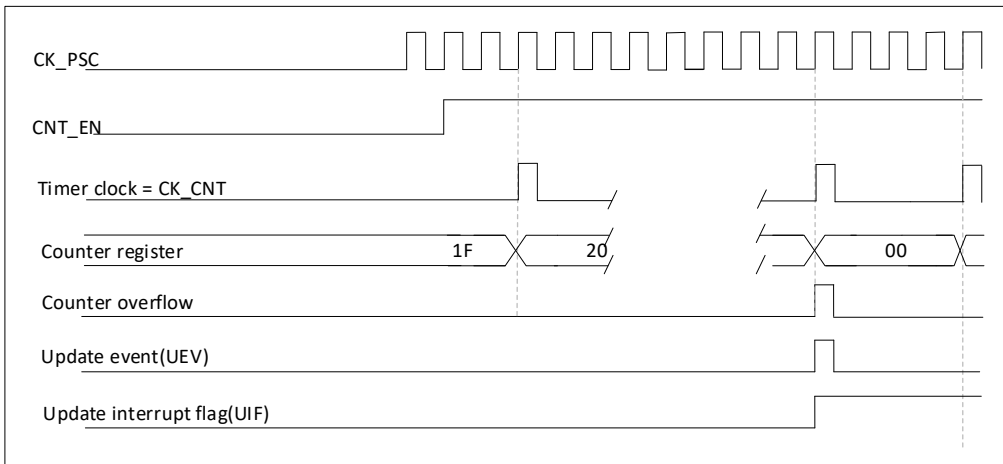 CK_PSC
CNT_EN
Timer clock = CK_CNT
Counter register 1F 20 00
Counter overflow
Update event(UEV)
Update interrupt flag(UIF)